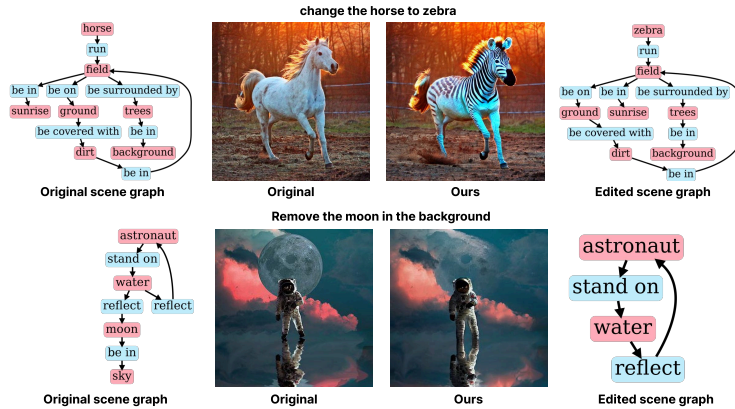 change the horse to zebra
horse
run
field
be in
be on
be surrounded by
sunrise
ground
trees
be covered with
be in
dirt
background
be in
Original scene graph
Original
Ours
zebra
run
field
be on
be in
be surrounded by
ground
sunrise
trees
be covered with
be in
dirt
background
be in
Edited scene graph
Remove the moon in the background
astronaut
stand on
water
reflect
reflect
moon
be in
sky
Original scene graph
Original
Ours
astronaut
stand on
water
reflect
Edited scene graph